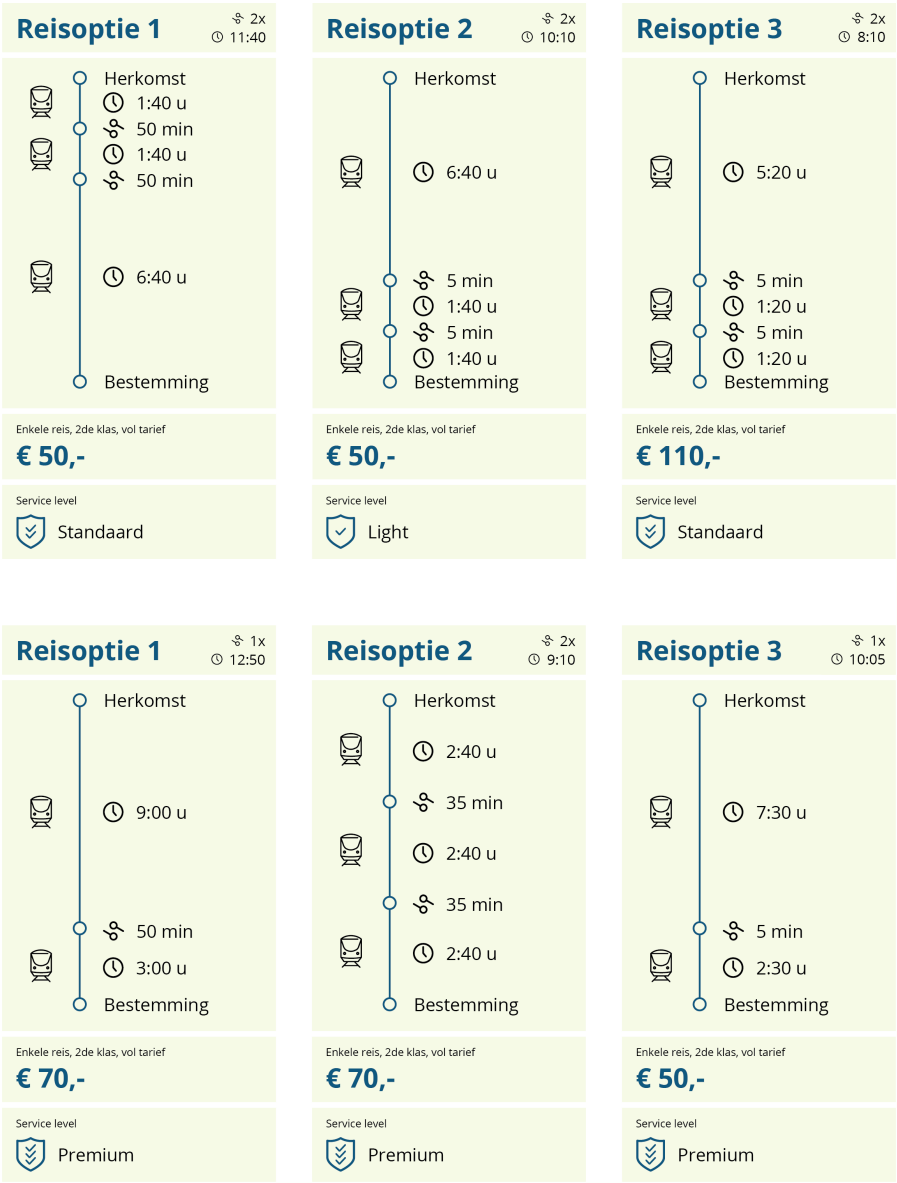 Reisoptie 1
2x
11:40
Herkomst
1:40 u
50 min
1:40 u
50 min
6:40 u
Bestemming
Enkele reis, 2de klas, vol tarief
€ 50,-
Service level
Standaard
Reisoptie 2
2x
10:10
Herkomst
6:40 u
5 min
1:40 u
5 min
1:40 u
Bestemming
Enkele reis, 2de klas, vol tarief
€ 50,-
Service level
Light
Reisoptie 3
2x
8:10
Herkomst
5:20 u
5 min
1:20 u
5 min
1:20 u
Bestemming
Enkele reis, 2de klas, vol tarief
€ 110,-
Service level
Standaard
Reisoptie 1
1x
12:50
Herkomst
9:00 u
50 min
3:00 u
Bestemming
Enkele reis, 2de klas, vol tarief
€ 70,-
Service level
Premium
Reisoptie 2
2x
9:10
Herkomst
2:40 u
35 min
2:40 u
35 min
2:40 u
Bestemming
Enkele reis, 2de klas, vol tarief
€ 70,-
Service level
Premium
Reisoptie 3
1x
10:05
Herkomst
7:30 u
5 min
2:30 u
Bestemming
Enkele reis, 2de klas, vol tarief
€ 50,-
Service level
Premium